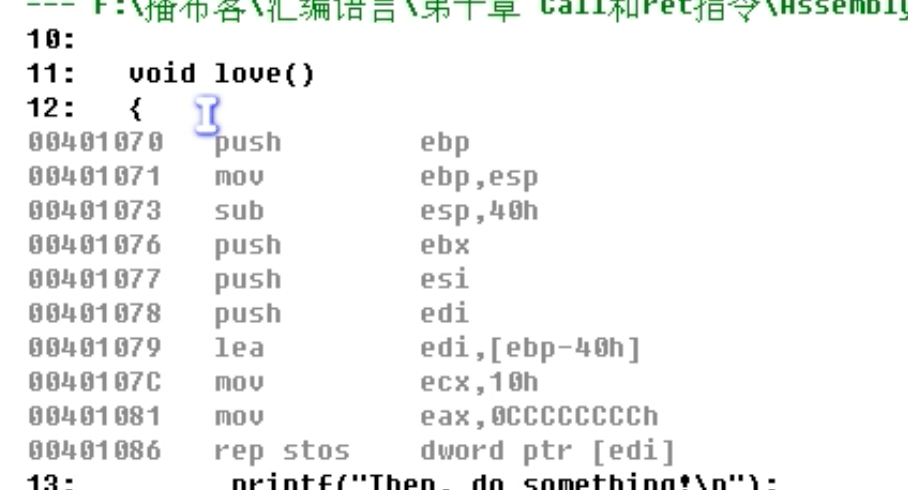 --- F:\播布客\汇编语言\第十章 Call和ret指令\Assembly
10:
11: void love()
12: {
00401070 push ebp
00401071 mov ebp,esp
00401073 sub esp,40h
00401076 push ebx
00401077 push esi
00401078 push edi
00401079 lea edi,[ebp-40h]
0040107C mov ecx,10h
00401081 mov eax,0CCCCCCCCh
00401086 rep stos dword ptr [edi]
13: printf("Then, do something!\n");